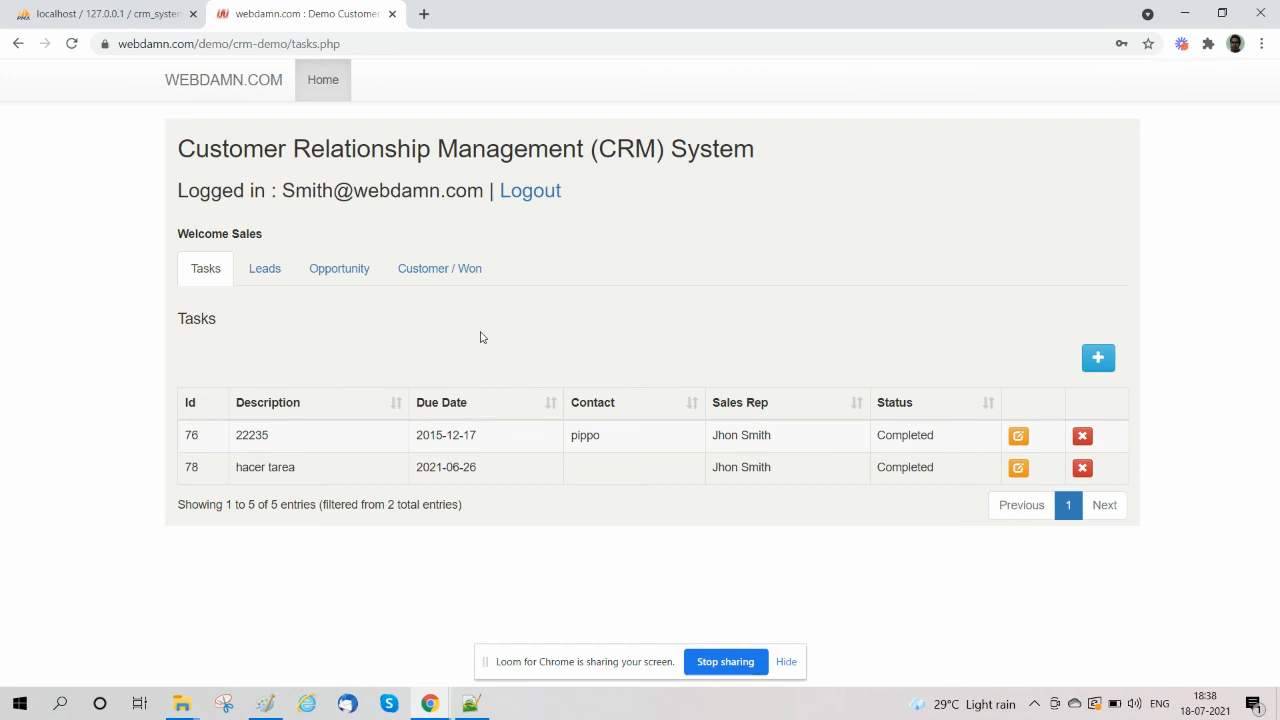 localhost / 127.0.0.1 / crm_system
webdamn.com : Demo Customer
webdamn.com/demo/crm-demo/tasks.php
WEBDAMN.COM Home
Customer Relationship Management (CRM) System
Logged in : Smith@webdamn.com | Logout
Welcome Sales
Tasks Leads Opportunity Customer / Won
Tasks
Id Description Due Date Contact Sales Rep Status
76 22235 2015-12-17 pippo Jhon Smith Completed
78 hacer tarea 2021-06-26 Jhon Smith Completed
Showing 1 to 5 of 5 entries (filtered from 2 total entries) Previous 1 Next
Loom for Chrome is sharing your screen. Stop sharing Hide
29°C Light rain ENG 18:38
18-07-2021 1